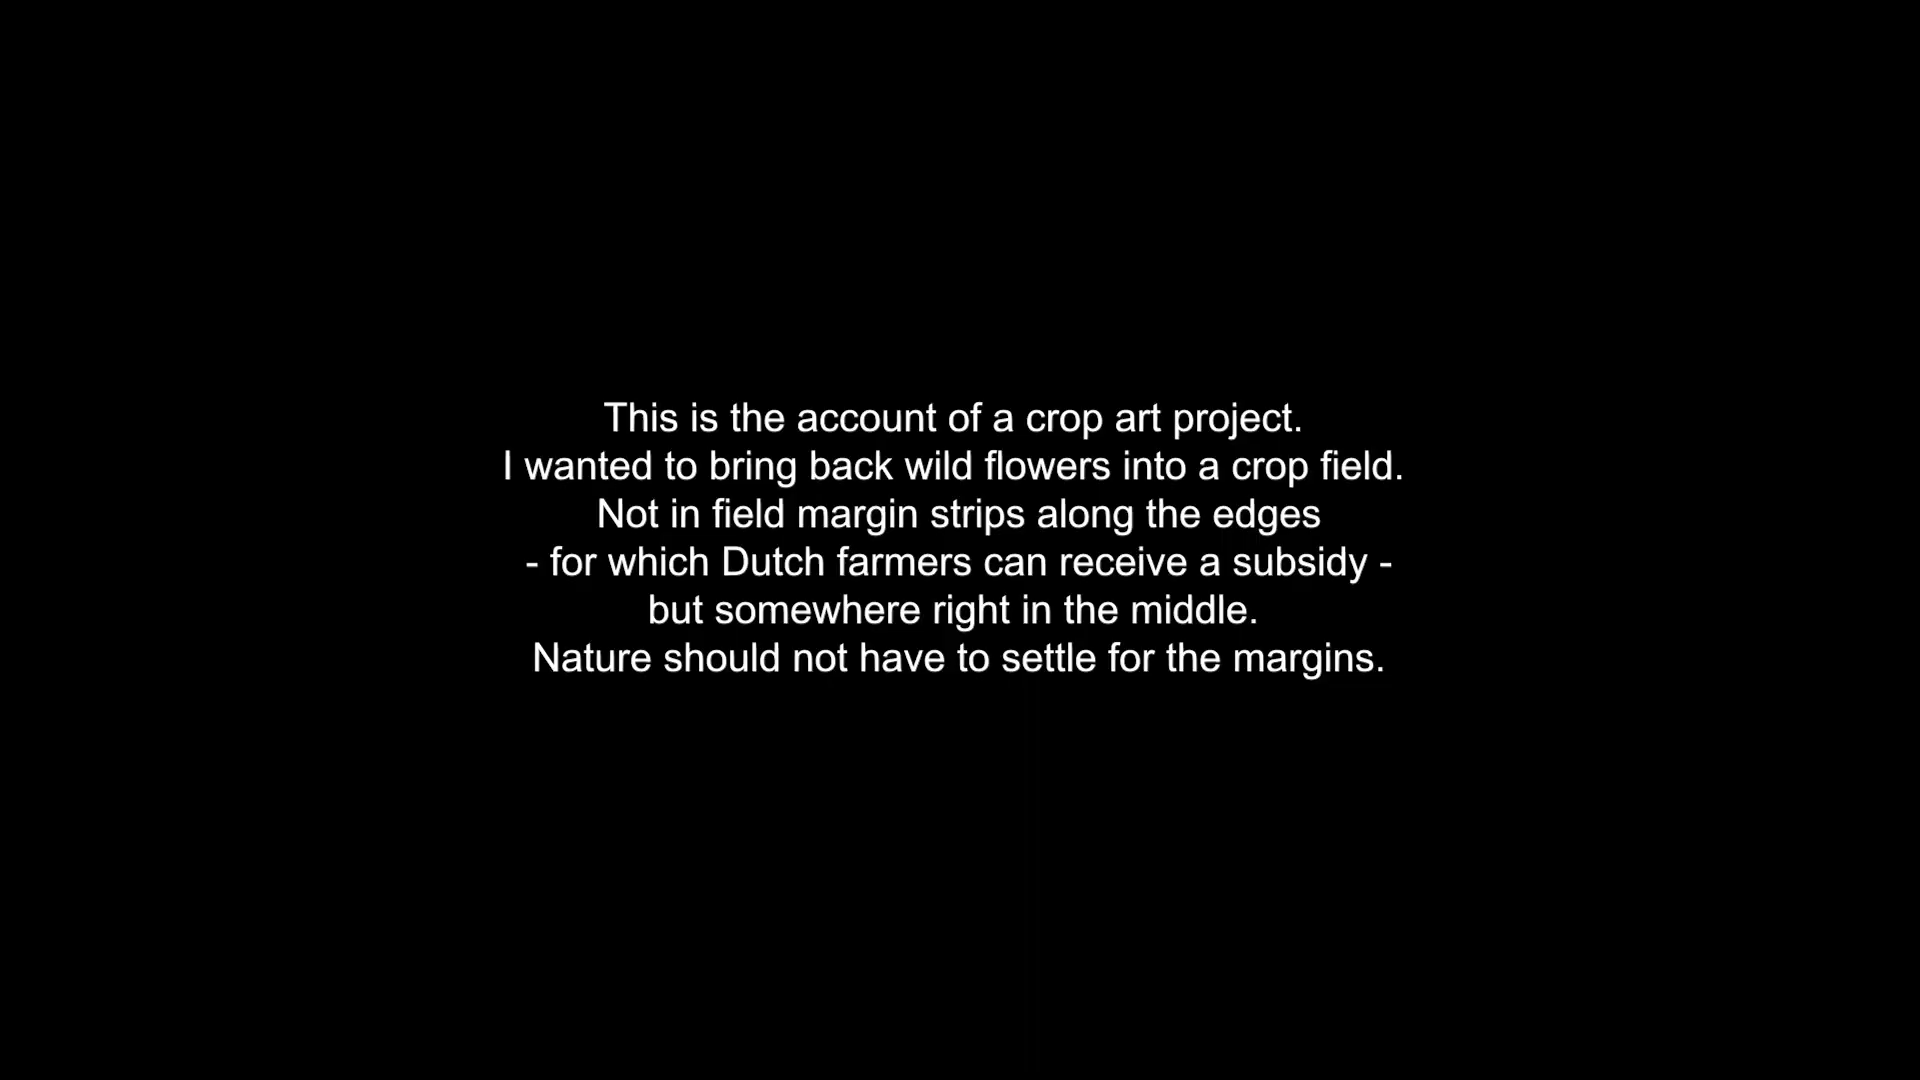 This is the account of a crop art project.
I wanted to bring back wild flowers into a crop field.
Not in field margin strips along the edges
- for which Dutch farmers can receive a subsidy -
but somewhere right in the middle.
Nature should not have to settle for the margins.